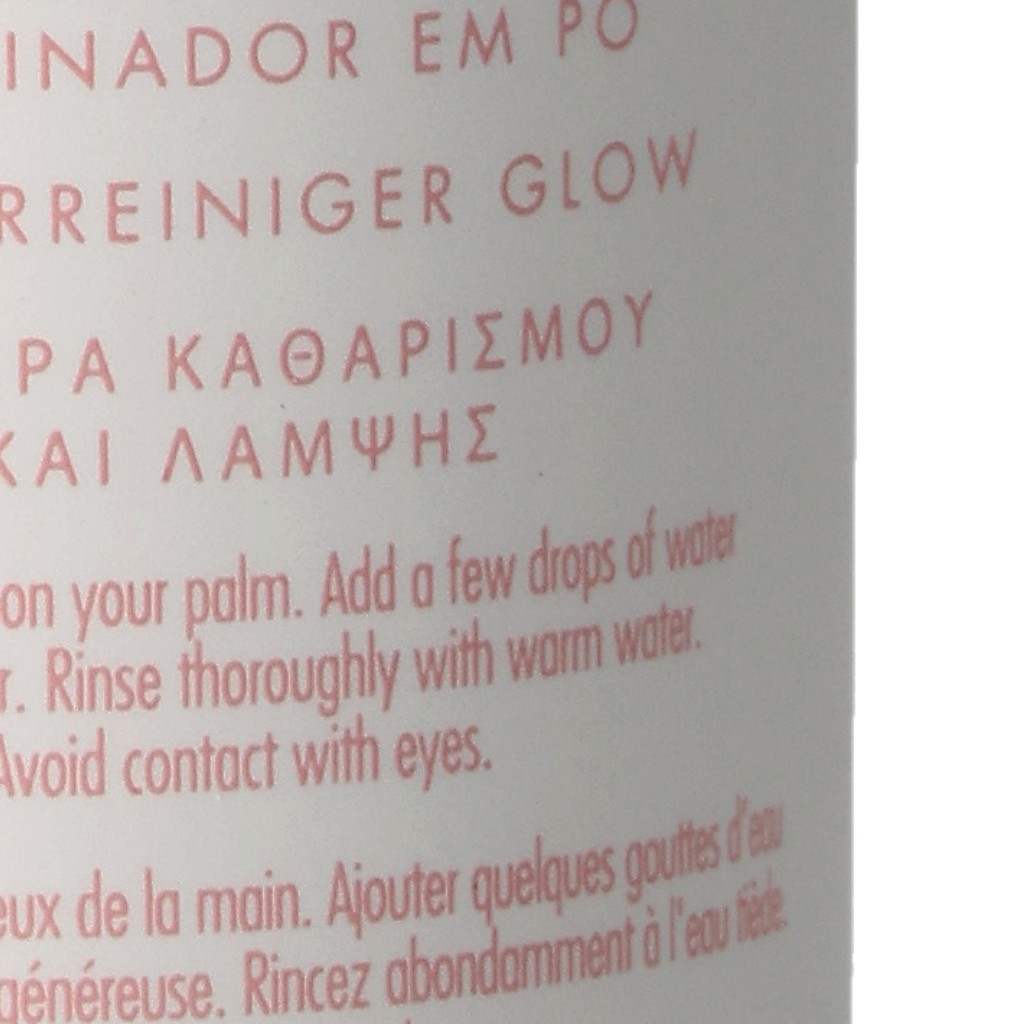 INADOR EM PÓ
RREINIGER GLOW
ΡΑ ΚΑΘΑΡΙΣΜΟΥ
ΚΑΙ ΛΑΜΨΗΣ
on your palm. Add a few drops of water
r. Rinse thoroughly with warm water.
Avoid contact with eyes.
eux de la main. Ajouter quelques gouttes d'eau
généreuse. Rincez abondamment à l'eau tiède.